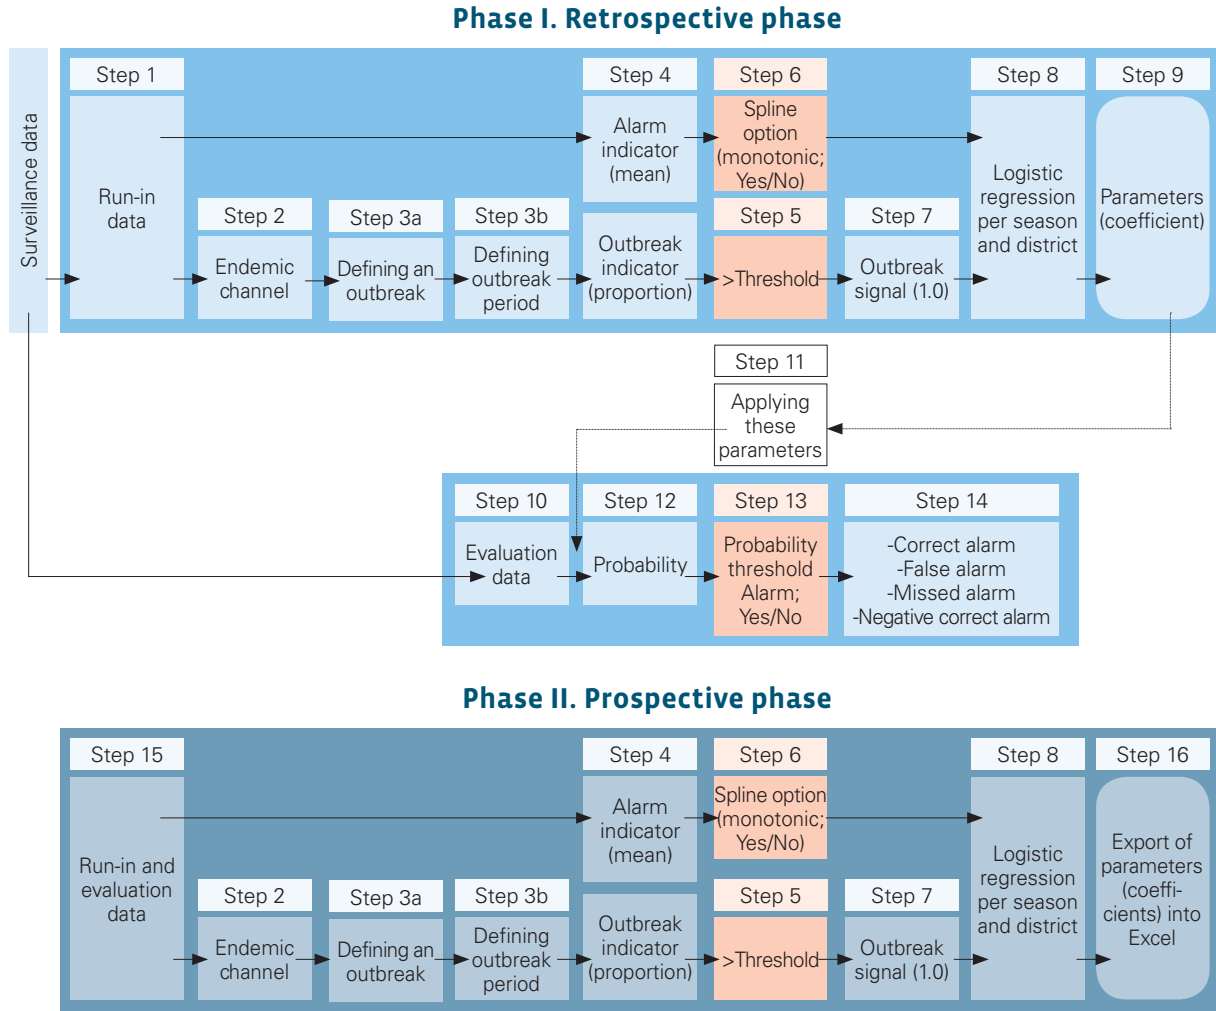 Phase I. Retrospective phase
Surveillance data
Step 1
Run-in
data
Step 2
Endemic
channel
Step 3a
Defining an
outbreak
Step 3b
Defining
outbreak
period
Step 4
Alarm
indicator
(mean)
Outbreak
indicator
(proportion)
Step 6
Spline
option
(monotonic;
Yes/No)
Step 5
>Threshold
Step 7
Outbreak
signal (1.0)
Step 8
Logistic
regression
per season
and district
Step 9
Parameters
(coefficient)
Step 11
Applying
these
parameters
Step 10
Evaluation
data
Step 12
Probability
Step 13
Probability
threshold
Alarm;
Yes/No
Step 14
-Correct alarm
-False alarm
-Missed alarm
-Negative correct alarm
Phase II. Prospective phase
Step 15
Run-in and
evaluation
data
Step 2
Endemic
channel
Step 3a
Defining an
outbreak
Step 3b
Defining
outbreak
period
Step 4
Alarm
indicator
(mean)
Outbreak
indicator
(proportion)
Step 6
Spline option
(monotonic;
Yes/No)
Step 5
>Threshold
Step 7
Outbreak
signal (1.0)
Step 8
Logistic
regression
per season
and district
Step 16
Export of
parameters
(coeffi-
cients) into
Excel